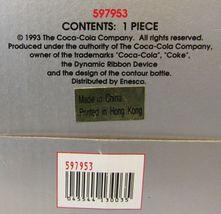 597953
CONTENTS: 1 PIECE
© 1993 The Coca-Cola Company. All rights reserved.
Produced under the authority of The Coca-Cola Company,
owner of the trademarks "Coca-Cola", "Coke",
the Dynamic Ribbon Device
and the design of the contour bottle.
Distributed by Enesco.
Made in China
Printed in Hong Kong
597953
045544 130035